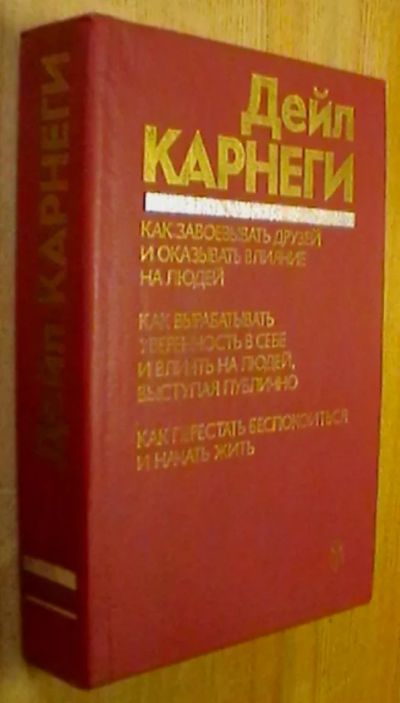 Дейл
КАРНЕГИ
КАК ЗАВОЕВЫВАТЬ ДРУЗЕЙ
И ОКАЗЫВАТЬ ВЛИЯНИЕ
НА ЛЮДЕЙ
КАК ВЫРАБАТЫВАТЬ
УВЕРЕННОСТЬ В СЕБЕ
И ВЛИЯТЬ НА ЛЮДЕЙ,
ВЫСТУПАЯ ПУБЛИЧНО
КАК ПЕРЕСТАТЬ БЕСПОКОИТЬСЯ
И НАЧАТЬ ЖИТЬ
Дейл КАРНЕГИ